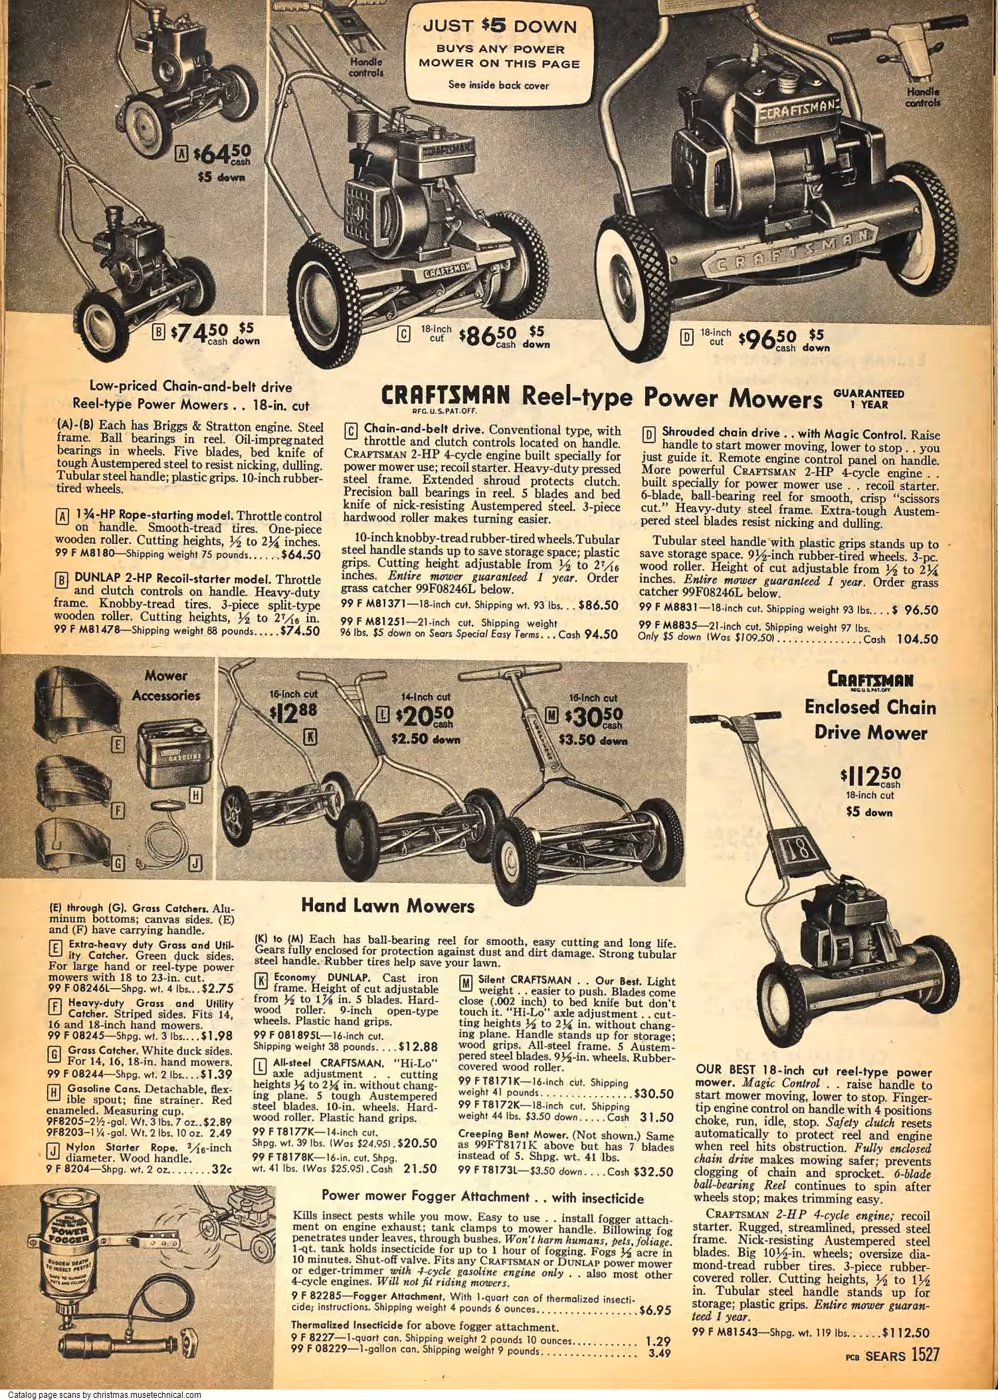 JUST $5 DOWN
BUYS ANY POWER
MOWER ON THIS PAGE
See inside back cover
Handle
controls
Handle
controls
CRAFTSMAN
CRAFTSMAN
CRAFTSMAN
CRAFTSMAN
A $64.50 cash
$5 down
B $74.50 cash $5 down
C 18-inch cut $86.50 cash $5 down
D 18-inch cut $96.50 cash $5 down
Low-priced Chain-and-belt drive
Reel-type Power Mowers . . 18-in. cut
(A)-(B) Each has Briggs & Stratton engine. Steel
frame. Ball bearings in reel. Oil-impregnated
bearings in wheels. Five blades, bed knife of
tough Austempered steel to resist nicking, dulling.
Tubular steel handle; plastic grips. 10-inch rubber-
tired wheels.
A 1¾-HP Rope-starting model. Throttle control
on handle. Smooth-tread tires. One-piece
wooden roller. Cutting heights, ½ to 2¼ inches.
99 F M8180—Shipping weight 75 pounds......$64.50
B DUNLAP 2-HP Recoil-starter model. Throttle
and clutch controls on handle. Heavy-duty
frame. Knobby-tread tires. 3-piece split-type
wooden roller. Cutting heights, ½ to 2⁷⁄₁₆ in.
99 F M81478—Shipping weight 88 pounds.....$74.50
CRAFTSMAN Reel-type Power Mowers GUARANTEED
1 YEAR
REG. U. S. PAT. OFF.
C Chain-and-belt drive. Conventional type, with
throttle and clutch controls located on handle.
CRAFTSMAN 2-HP 4-cycle engine built specially for
power mower use; recoil starter. Heavy-duty pressed
steel frame. Extended shroud protects clutch.
Precision ball bearings in reel. 5 blades and bed
knife of nick-resisting Austempered steel. 3-piece
hardwood roller makes turning easier.
10-inch knobby-tread rubber-tired wheels. Tubular
steel handle stands up to save storage space; plastic
grips. Cutting height adjustable from ½ to 2⁷⁄₁₆
inches. Entire mower guaranteed 1 year. Order
grass catcher 99F08246L below.
99 F M81371—18-inch cut. Shipping wt. 93 lbs... $86.50
99 F M81251—21-inch cut. Shipping weight
96 lbs. $5 down on Sears Special Easy Terms... Cash 94.50
D Shrouded chain drive . . with Magic Control. Raise
handle to start mower moving, lower to stop . . you
just guide it. Remote engine control panel on handle.
More powerful CRAFTSMAN 2-HP 4-cycle engine . .
built specially for power mower use . . recoil starter.
6-blade, ball-bearing reel for smooth, crisp "scissors
cut." Heavy-duty steel frame. Extra-tough Austem-
pered steel blades resist nicking and dulling.
Tubular steel handle with plastic grips stands up to
save storage space. 9½-inch rubber-tired wheels. 3-pc.
wood roller. Height of cut adjustable from ½ to 2¼
inches. Entire mower guaranteed 1 year. Order grass
catcher 99F08246L below.
99 F M8831—18-inch cut. Shipping weight 93 lbs....$ 96.50
99 F M8835—21-inch cut. Shipping weight 97 lbs.
Only $5 down (Was $109.50)...............Cash 104.50
Mower
Accessories
E
F
G
H
J
GASOLINE
16-inch cut
$12.88
K
14-inch cut
L $20.50 cash
$2.50 down
16-inch cut
M $30.50 cash
$3.50 down
CRAFTSMAN
REG. U. S. PAT. OFF.
Enclosed Chain
Drive Mower
$112.50 cash
18-inch cut
$5 down
18
(E) through (G). Grass Catchers. Alu-
minum bottoms; canvas sides. (E)
and (F) have carrying handle.
E Extra-heavy duty Grass and Util-
ity Catcher. Green duck sides.
For large hand or reel-type power
mowers with 18 to 23-in. cut.
99 F 08246L—Shpg. wt. 4 lbs...$2.75
F Heavy-duty Grass and Utility
Catcher. Striped sides. Fits 14,
16 and 18-inch hand mowers.
99 F 08245—Shpg. wt. 3 lbs....$1.98
G Grass Catcher. White duck sides.
For 14, 16, 18-in. hand mowers.
99 F 08244—Shpg. wt. 2 lbs....$1.39
H Gasoline Cans. Detachable, flex-
ible spout; fine strainer. Red
enameled. Measuring cup.
9F8205—2½-gal. Wt. 3 lbs. 7 oz..$2.89
9F8203—1¼-gal. Wt. 2 lbs. 10 oz. 2.49
J Nylon Starter Rope. ³⁄₁₆-inch
diameter. Wood handle.
9 F 8204—Shpg. wt. 2 oz........32c
Hand Lawn Mowers
(K) to (M) Each has ball-bearing reel for smooth, easy cutting and long life.
Gears fully enclosed for protection against dust and dirt damage. Strong tubular
steel handle. Rubber tires help save your lawn.
K Economy DUNLAP. Cast iron
frame. Height of cut adjustable
from ½ to 1⅞ in. 5 blades. Hard-
wood roller. 9-inch open-type
wheels. Plastic hand grips.
99 F 081895L—16-inch cut.
Shipping weight 38 pounds....$12.88
L All-steel CRAFTSMAN. "Hi-Lo"
axle adjustment . . cutting
heights ½ to 2¼ in. without chang-
ing plane. 5 tough Austempered
steel blades. 10-in. wheels. Hard-
wood roller. Plastic hand grips.
99 F T8177K—14-inch cut.
Shpg. wt. 39 lbs. (Was $24.95).$20.50
99 F T8178K—16-in. cut. Shpg.
wt. 41 lbs. (Was $25.95). Cash 21.50
M Silent CRAFTSMAN . . Our Best. Light
weight . . easier to push. Blades come
close (.002 inch) to bed knife but don't
touch it. "Hi-Lo" axle adjustment . . cut-
ting heights ½ to 2¼ in. without chang-
ing plane. Handle stands up for storage;
wood grips. All-steel frame. 5 Austem-
pered steel blades. 9½-in. wheels. Rubber-
covered wood roller.
99 F T8171K—16-inch cut. Shipping
weight 41 pounds...............$30.50
99 F T8172K—18-inch cut. Shipping
weight 44 lbs. $3.50 down.....Cash 31.50
Creeping Bent Mower. (Not shown.) Same
as 99FT8171K above but has 7 blades
instead of 5. Shpg. wt. 41 lbs.
99 F T8173L—$3.50 down....Cash $32.50
OUR BEST 18-inch cut reel-type power
mower. Magic Control . . raise handle to
start mower moving, lower to stop. Finger-
tip engine control on handle with 4 positions
choke, run, idle, stop. Safety clutch resets
automatically to protect reel and engine
when reel hits obstruction. Fully enclosed
chain drive makes mowing safer; prevents
clogging of chain and sprocket. 6-blade
ball-bearing Reel continues to spin after
wheels stop; makes trimming easy.
CRAFTSMAN 2-HP 4-cycle engine; recoil
starter. Rugged, streamlined, pressed steel
frame. Nick-resisting Austempered steel
blades. Big 10½-in. wheels; oversize dia-
mond-tread rubber tires. 3-piece rubber-
covered roller. Cutting heights, ½ to 1½
in. Tubular steel handle stands up for
storage; plastic grips. Entire mower guaran-
teed 1 year.
99 F M81543—Shpg. wt. 119 lbs......$112.50
POWER
FOGGER
SUDDEN DEATH
TO INSECT PESTS
Power mower Fogger Attachment . . with insecticide
Kills insect pests while you mow. Easy to use . . install fogger attach-
ment on engine exhaust; tank clamps to mower handle. Billowing fog
penetrates under leaves, through bushes. Won't harm humans, pets, foliage.
1-qt. tank holds insecticide for up to 1 hour of fogging. Fogs ½ acre in
10 minutes. Shut-off valve. Fits any CRAFTSMAN or DUNLAP power mower
or edger-trimmer with 4-cycle gasoline engine only . . also most other
4-cycle engines. Will not fit riding mowers.
9 F 82285—Fogger Attachment. With 1-quart can of thermalized insecti-
cide; instructions. Shipping weight 4 pounds 6 ounces................$6.95
Thermalized Insecticide for above fogger attachment.
9 F 8227—1-quart can. Shipping weight 2 pounds 10 ounces........... 1.29
99 F 08229—1-gallon can. Shipping weight 9 pounds................. 3.49
PCB SEARS 1527
Catalog page scans by christmas.musetechnical.com